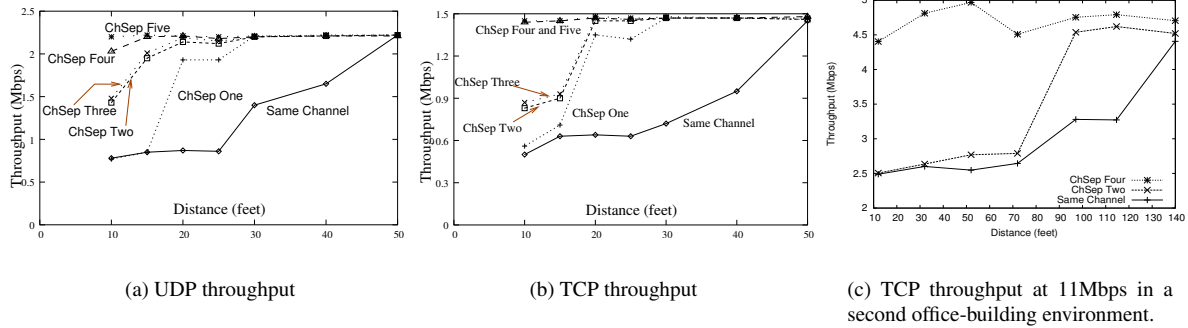 2.5
2
1.5
1
0.5
0
Throughput (Mbps)
ChSep Five
ChSep Four
ChSep Three
ChSep Two
ChSep One
Same Channel
Distance (feet)
0 10 20 30 40 50
(a) UDP throughput
1.5
1.2
0.9
0.6
0.3
0
Throughput (Mbps)
ChSep Four and Five
ChSep Three
ChSep Two
ChSep One
Same Channel
Distance (feet)
0 10 20 30 40 50
(b) TCP throughput
5
4.5
4
3.5
3
2.5
2
Throughput (Mbps)
ChSep Four
ChSep Two
Same Channel
10 20 30 40 50 60 70 80 90 100 110 120 130 140
Distance (feet)
(c) TCP throughput at 11Mbps in a
second office-building environment.